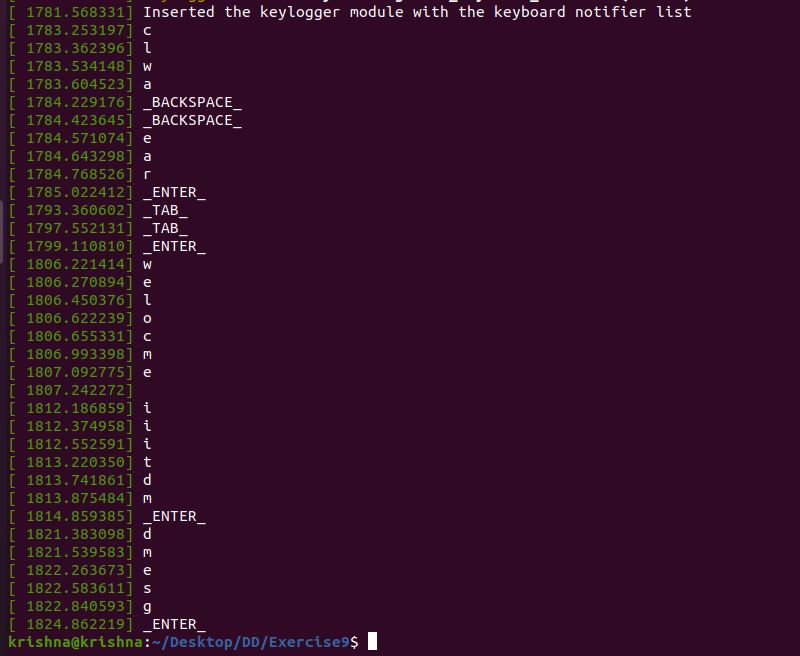 [ 1781.568331] Inserted the keylogger module with the keyboard notifier list
[ 1783.253197] c
[ 1783.362396] l
[ 1783.534148] w
[ 1783.604523] a
[ 1784.229176] _BACKSPACE_
[ 1784.423645] _BACKSPACE_
[ 1784.571074] e
[ 1784.643298] a
[ 1784.768526] r
[ 1785.022412] _ENTER_
[ 1793.360602] _TAB_
[ 1797.552131] _TAB_
[ 1799.110810] _ENTER_
[ 1806.221414] w
[ 1806.270894] e
[ 1806.450376] l
[ 1806.622239] o
[ 1806.655331] c
[ 1806.993398] m
[ 1807.092775] e
[ 1807.242272]
[ 1812.186859] i
[ 1812.374958] i
[ 1812.552591] i
[ 1813.220350] t
[ 1813.741861] d
[ 1813.875484] m
[ 1814.859385] _ENTER_
[ 1821.383098] d
[ 1821.539583] m
[ 1822.263673] e
[ 1822.583611] s
[ 1822.840593] g
[ 1824.862219] _ENTER_
krishna@krishna:~/Desktop/DD/Exercise9$